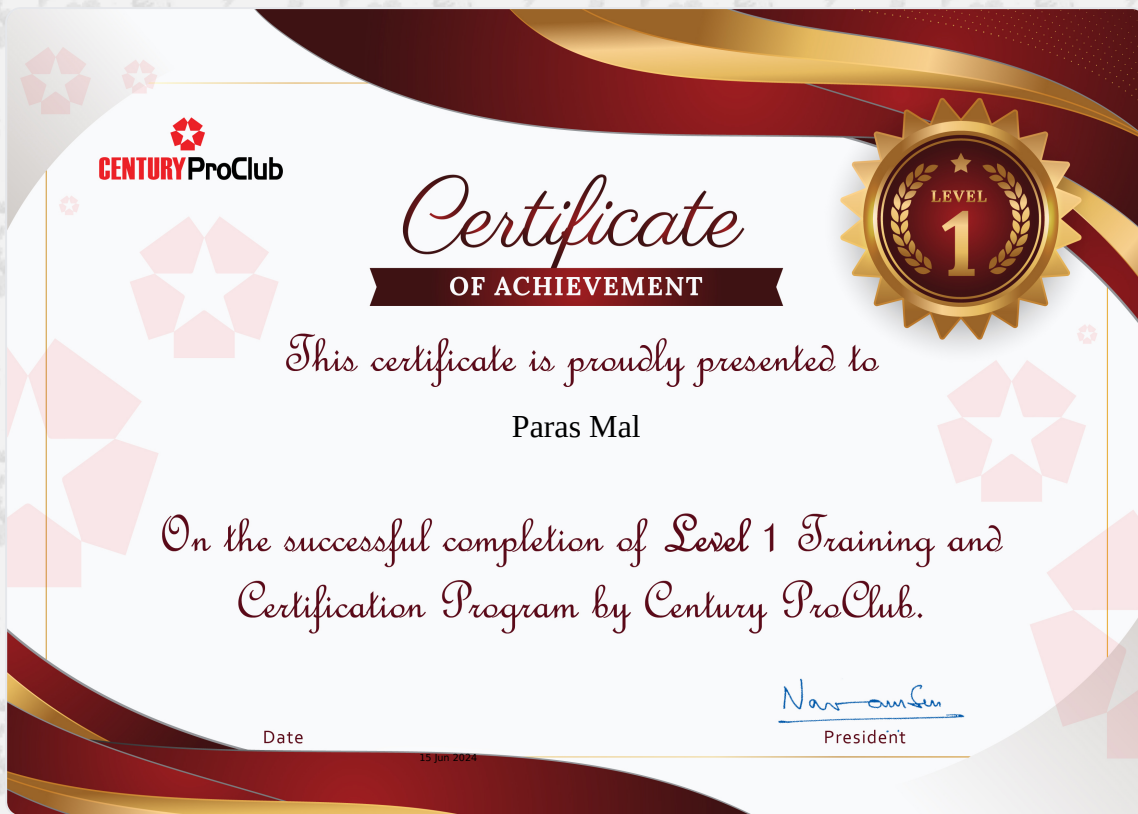 CENTURY ProClub
LEVEL
1
Certificate
OF ACHIEVEMENT
This certificate is proudly presented to
Paras Mal
On the successful completion of Level 1 Training and
Certification Program by Century ProClub.
Date
15 Jun 2024
President